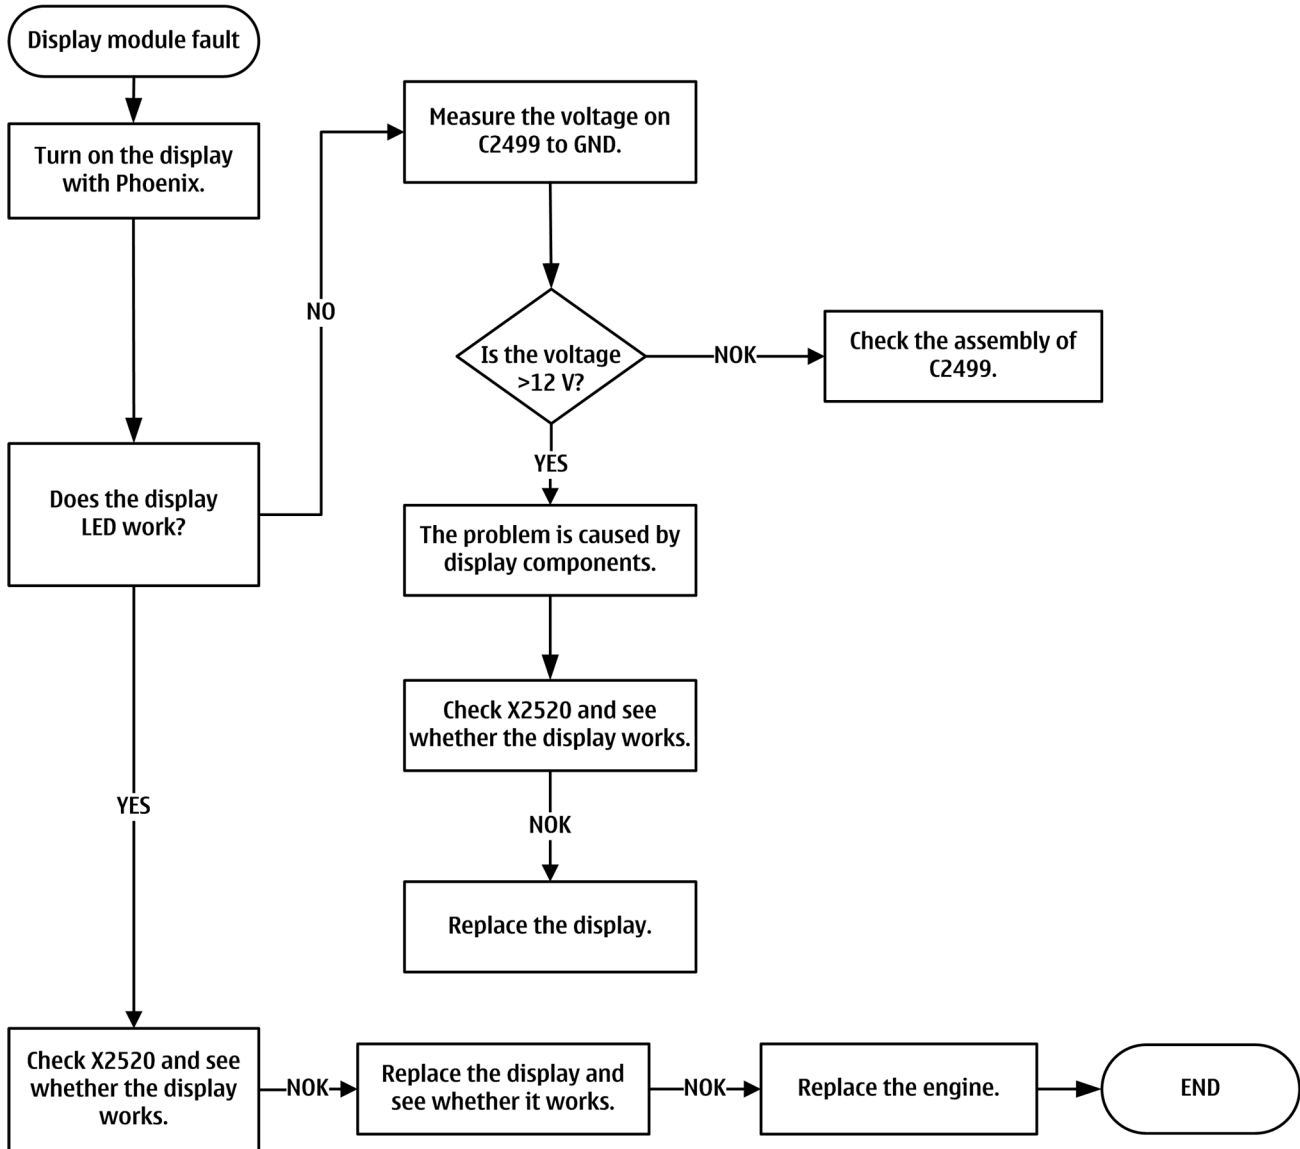 Display module fault
Turn on the display
with Phoenix.
Does the display
LED work?
NO
Measure the voltage on
C2499 to GND.
Is the voltage
>12 V?
NOK
Check the assembly of
C2499.
YES
The problem is caused by
display components.
Check X2520 and see
whether the display works.
NOK
Replace the display.
YES
Check X2520 and see
whether the display
works.
NOK
Replace the display and
see whether it works.
NOK
Replace the engine.
END